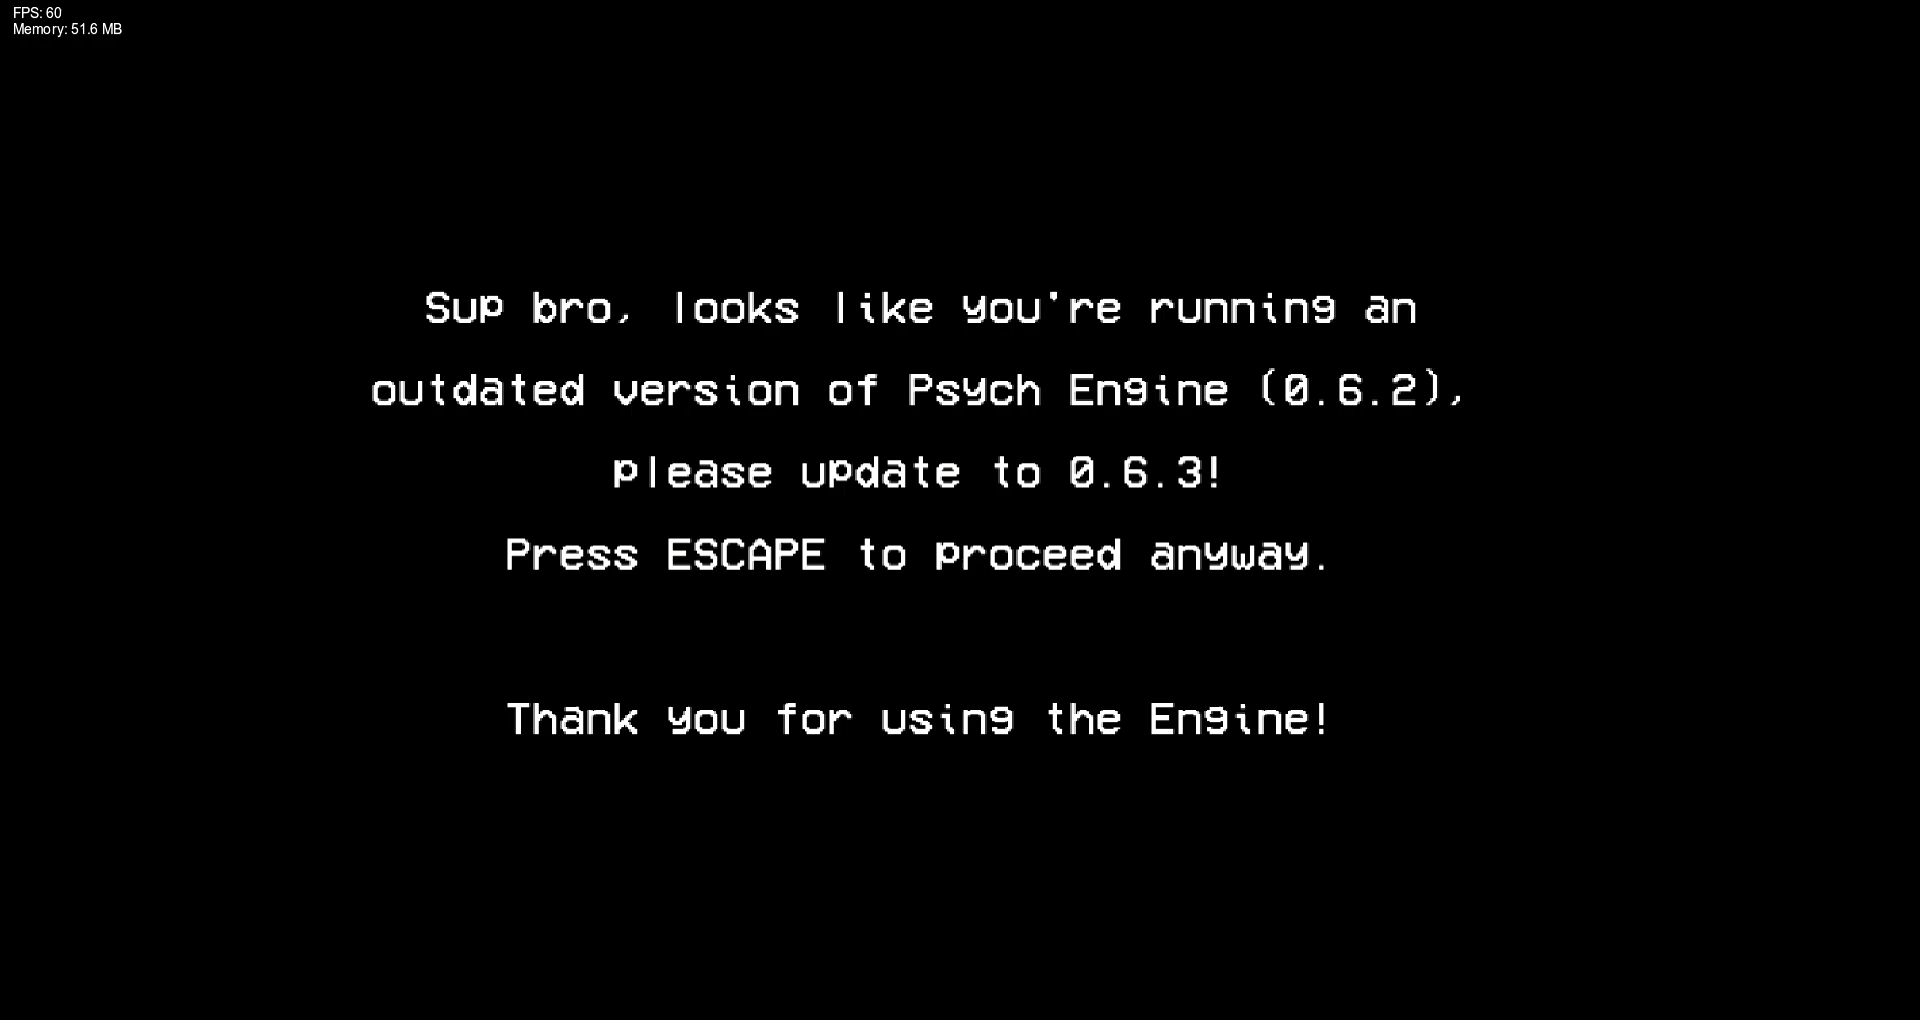 FPS: 60
Memory: 51.6 MB
Sup bro, looks like you're running an
outdated version of Psych Engine (0.6.2),
please update to 0.6.3!
Press ESCAPE to proceed anyway.
Thank you for using the Engine!